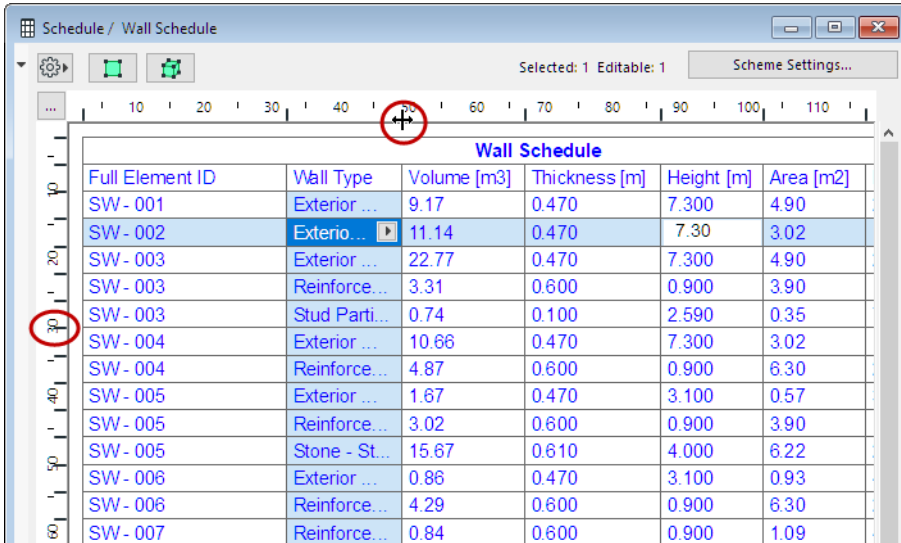 Schedule / Wall Schedule
Selected: 1 Editable: 1 Scheme Settings...
... 10 20 30 40 50 60 70 80 90 100 110
Wall Schedule
Full Element ID Wall Type Volume [m3] Thickness [m] Height [m] Area [m2]
10
SW - 001 Exterior ... 9.17 0.470 7.300 4.90
SW - 002 Exterio... 11.14 0.470 7.30 3.02
20 SW - 003 Exterior ... 22.77 0.470 7.300 4.90
SW - 003 Reinforce... 3.31 0.600 0.900 3.90
30 SW - 003 Stud Parti... 0.74 0.100 2.590 0.35
SW - 004 Exterior ... 10.66 0.470 7.300 3.02
SW - 004 Reinforce... 4.87 0.600 0.900 6.30
40 SW - 005 Exterior ... 1.67 0.470 3.100 0.57
SW - 005 Reinforce... 3.02 0.600 0.900 3.90
50 SW - 005 Stone - St... 15.67 0.610 4.000 6.22
SW - 006 Exterior ... 0.86 0.470 3.100 0.93
SW - 006 Reinforce... 4.29 0.600 0.900 6.30
60 SW - 007 Reinforce... 0.84 0.600 0.900 1.09